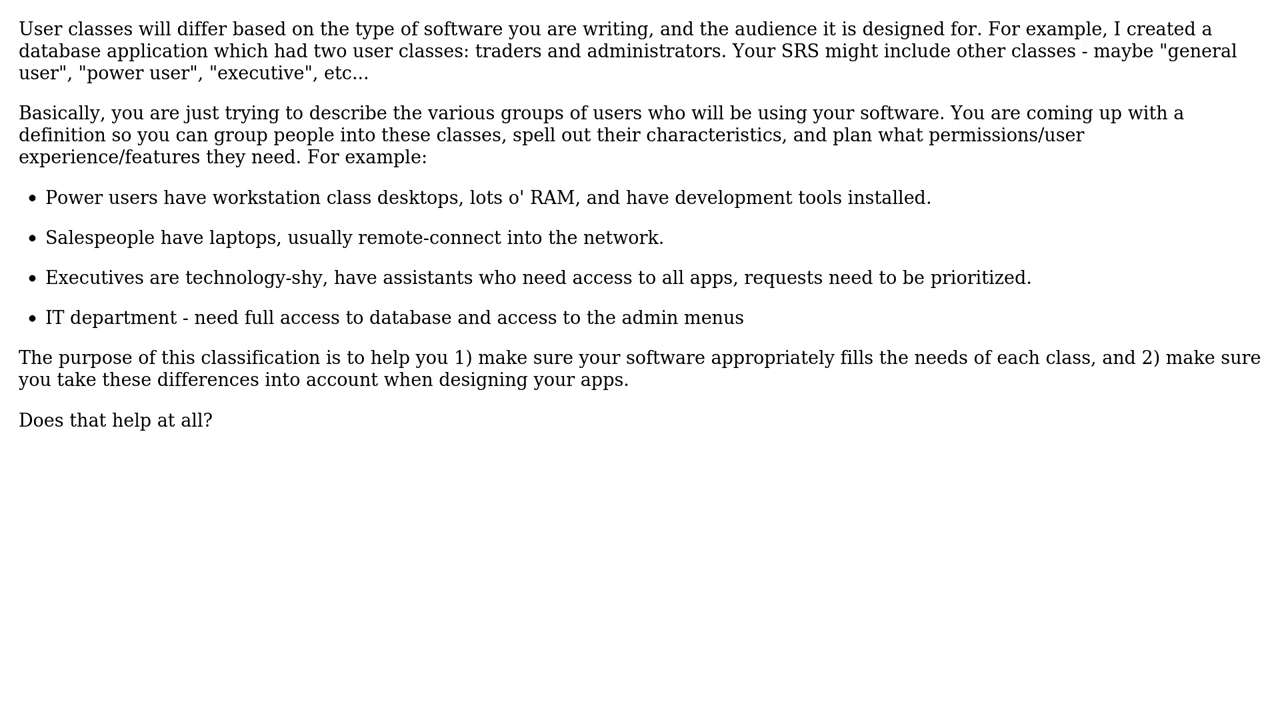 User classes will differ based on the type of software you are writing, and the audience it is designed for. For example, I created a
database application which had two user classes: traders and administrators. Your SRS might include other classes - maybe "general
user", "power user", "executive", etc...
Basically, you are just trying to describe the various groups of users who will be using your software. You are coming up with a
definition so you can group people into these classes, spell out their characteristics, and plan what permissions/user
experience/features they need. For example:
• Power users have workstation class desktops, lots o' RAM, and have development tools installed.
• Salespeople have laptops, usually remote-connect into the network.
• Executives are technology-shy, have assistants who need access to all apps, requests need to be prioritized.
• IT department - need full access to database and access to the admin menus
The purpose of this classification is to help you 1) make sure your software appropriately fills the needs of each class, and 2) make sure
you take these differences into account when designing your apps.
Does that help at all?